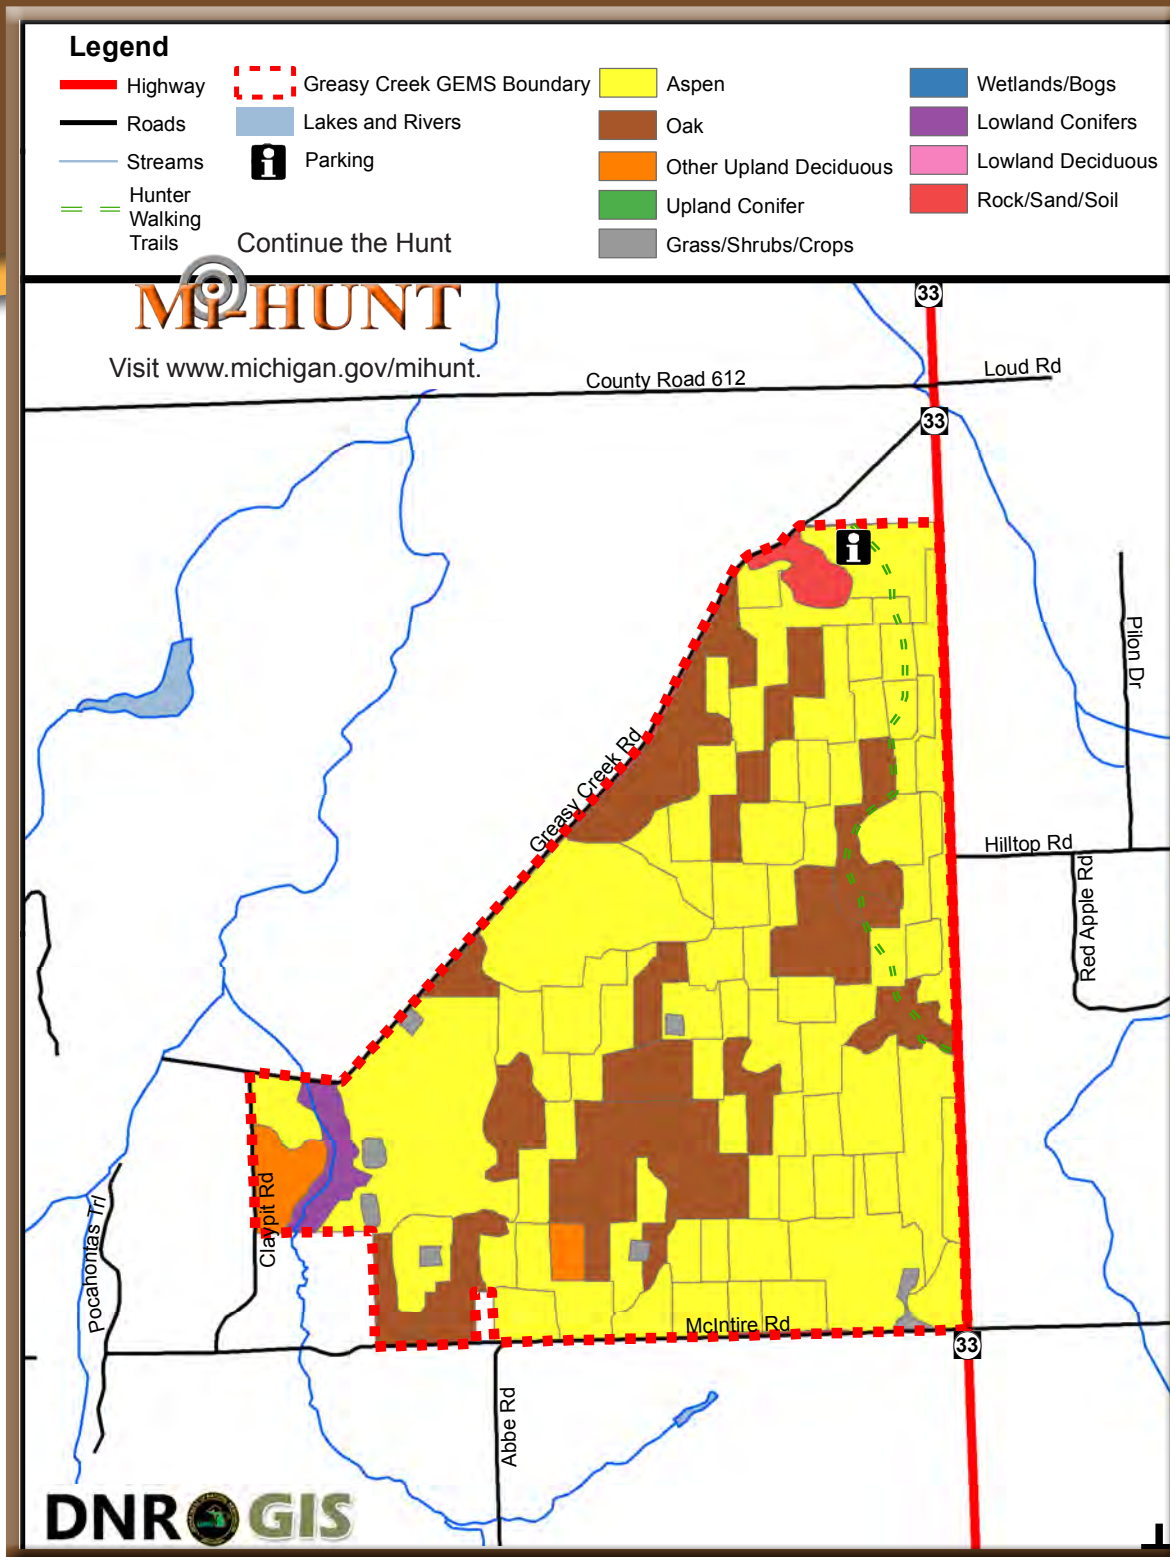 Legend
Highway
Roads
Streams
Hunter
Walking
Trails
Greasy Creek GEMS Boundary
Lakes and Rivers
Parking
Continue the Hunt
Aspen
Oak
Other Upland Deciduous
Upland Conifer
Grass/Shrubs/Crops
Wetlands/Bogs
Lowland Conifers
Lowland Deciduous
Rock/Sand/Soil
Mi-HUNT
Visit www.michigan.gov/mihunt.
33
County Road 612
Loud Rd
33
Pilon Dr
Greasy Creek Rd
Hilltop Rd
Red Apple Rd
Claypit Rd
Pocahontas Trl
McIntire Rd
33
Abbe Rd
DNR GIS